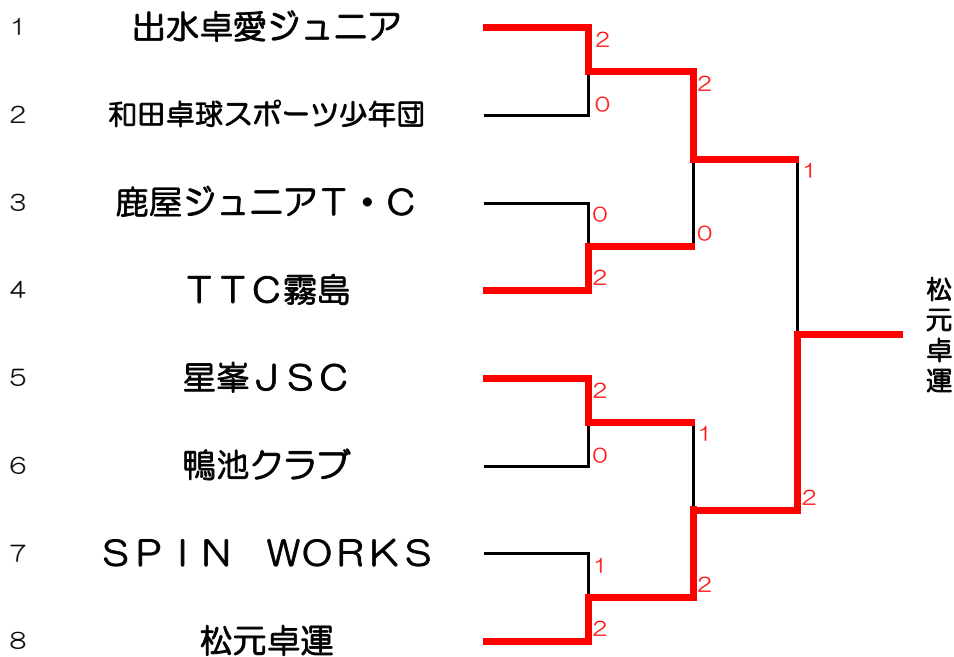 1 出水卓愛ジュニア
2
2 和田卓球スポーツ少年団
0
2
1
3 鹿屋ジュニアＴ・Ｃ
0
0
4 ＴＴＣ霧島
2
松元卓運
5 星峯ＪＳＣ
2
1
6 鴨池クラブ
0
2
7 ＳＰＩＮ　ＷＯＲＫＳ
1
2
8 松元卓運
2